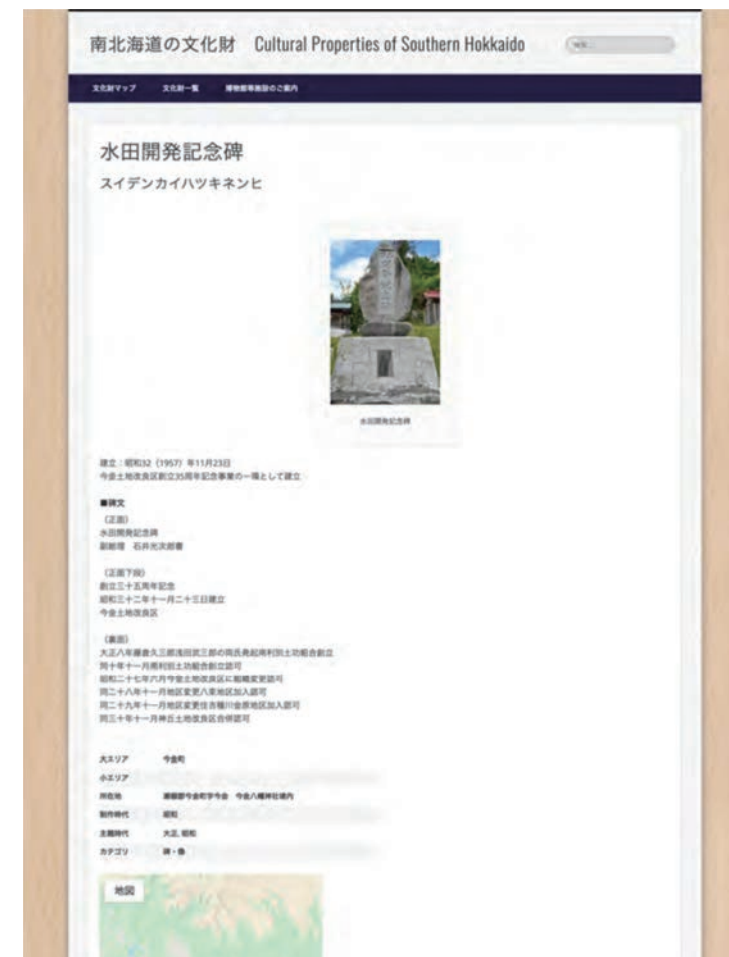 南北海道の文化財 Cultural Properties of Southern Hokkaido
検索...
文化財マップ 文化財一覧 博物館等施設のご案内
水田開発記念碑
スイデンカイハツキネンヒ
水田開発記念碑
建立：昭和32（1957）年11月23日
今金土地改良区創立35周年記念事業の一環として建立
■碑文
（正面）
水田開発記念碑
副総理 石井光次郎書
（正面下段）
創立三十五周年記念
昭和三十二年十一月二十三日建立
今金土地改良区
（裏面）
大正八年藤倉久三郎浅田武三郎の両氏発起利別土功組合創立
同十年十一月利別土功組合創立認可
昭和二十七年六月今金土地改良区に組織変更認可
同二十八年十一月地区変更八束地区加入認可
同二十九年十一月地区変更住吉種川金原地区加入認可
同三十年十一月神丘土地改良区合併認可
大エリア 今金町
小エリア
所在地 瀬棚郡今金町字今金 今金八幡神社境内
制作時代 昭和
主題時代 大正, 昭和
カテゴリ 碑・像
地図